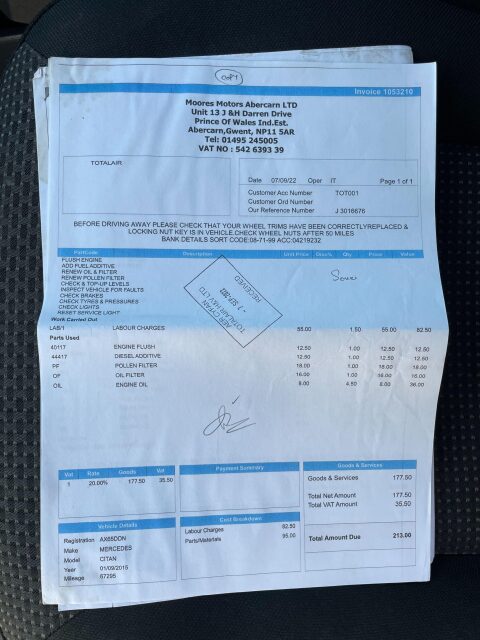 COPY
Invoice 1053210
Moores Motors Abercarn LTD
Unit 13 J &H Darren Drive
Prince Of Wales Ind.Est.
Abercarn,Gwent, NP11 5AR
Tel: 01495 245005
VAT NO : 542 6393 39
TOTALAIR
Date 07/09/22 Oper IT Page 1 of 1
Customer Acc Number TOT001
Customer Ord Number
Our Reference Number J 3016676
BEFORE DRIVING AWAY PLEASE CHECK THAT YOUR WHEEL TRIMS HAVE BEEN CORRECTLYREPLACED &
LOCKING NUT KEY IS IN VEHICLE.CHECK WHEEL NUTS AFTER 50 MILES
BANK DETAILS SORT CODE:08-71-99 ACC:04219232
PartCode Description Unit Price Disc% Qty Price Value
FLUSH ENGINE
ADD FUEL ADDITIVE
RENEW OIL & FILTER
RENEW POLLEN FILTER
CHECK & TOP-UP LEVELS
INSPECT VEHICLE FOR FAULTS
CHECK BRAKES
CHECK TYRES & PRESSURES
CHECK LIGHTS
RESET SERVICE LIGHT
RECEIVED
SEP 2022
TOTALAIR
Work Carried Out
LAB/1 LABOUR CHARGES 55.00 1.50 55.00 82.50
Parts Used
40117 ENGINE FLUSH 12.50 1.00 12.50 12.50
44417 DIESEL ADDITIVE 12.50 1.00 12.50 12.50
PF POLLEN FILTER 18.00 1.00 18.00 18.00
OF OIL FILTER 16.00 1.00 16.00 16.00
OIL ENGINE OIL 8.00 4.50 8.00 36.00
Vat Rate Goods Vat
1 20.00% 177.50 35.50
Payment Summary
Goods & Services
Goods & Services 177.50
Total Net Amount 177.50
Total VAT Amount 35.50
Total Amount Due 213.00
Vehicle Details
Registration AX65DDN
Make MERCEDES
Model CITAN
Year 01/09/2015
Mileage 67295
Cost Breakdown
Labour Charges 82.50
Parts/Materials 95.00